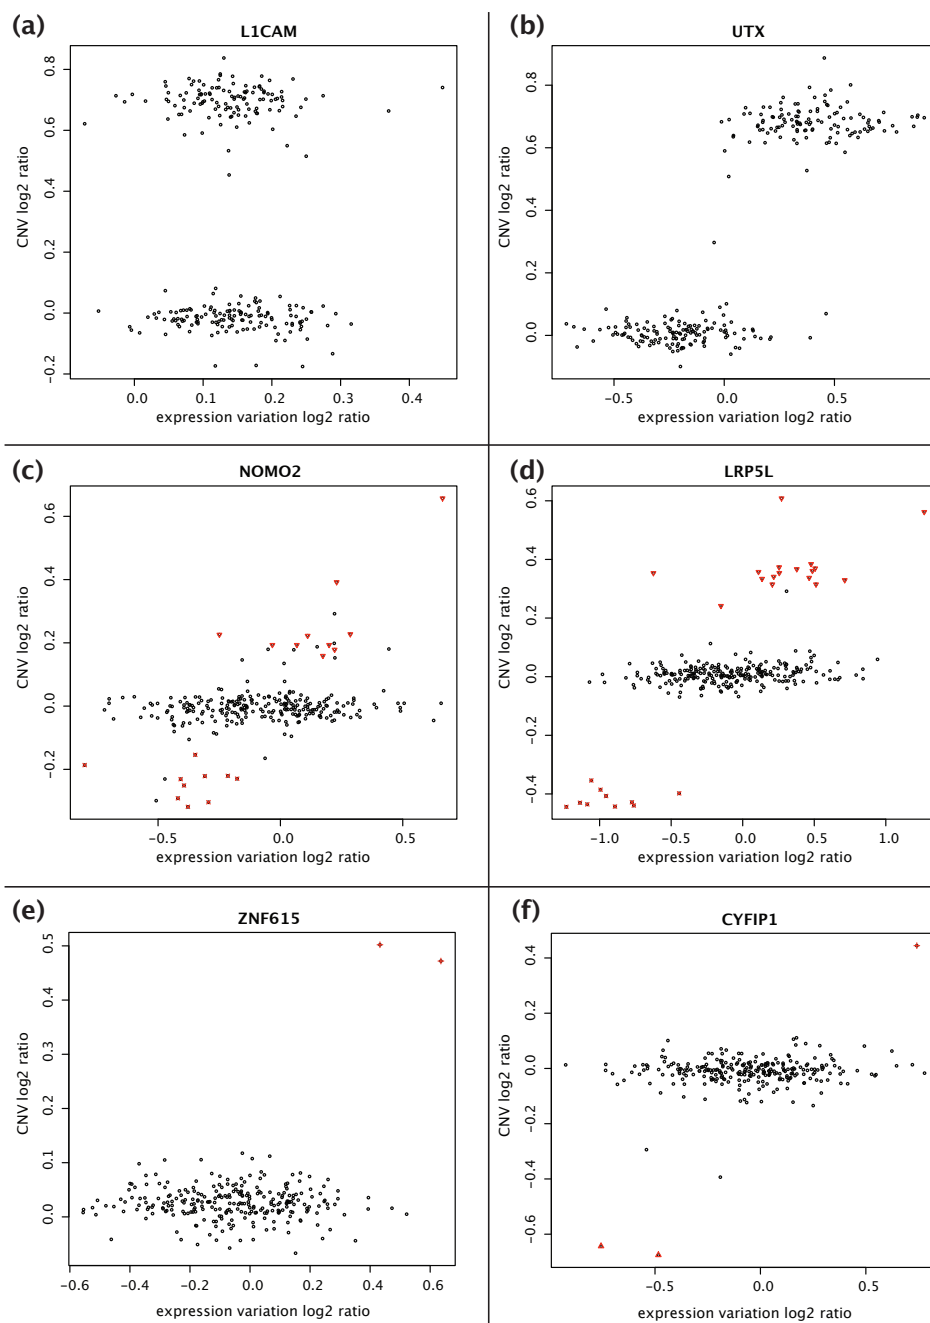 (a)
L1CAM
CNV log2 ratio
0.8
0.6
0.4
0.2
0.0
−0.2
0.0
0.1
0.2
0.3
0.4
expression variation log2 ratio
(b)
UTX
CNV log2 ratio
0.8
0.6
0.4
0.2
0.0
−0.5
0.0
0.5
expression variation log2 ratio
(c)
NOMO2
CNV log2 ratio
0.6
0.4
0.2
0.0
−0.2
−0.5
0.0
0.5
expression variation log2 ratio
(d)
LRP5L
CNV log2 ratio
0.6
0.4
0.2
0.0
−0.2
−0.4
−1.0
−0.5
0.0
0.5
1.0
expression variation log2 ratio
(e)
ZNF615
CNV log2 ratio
0.5
0.4
0.3
0.2
0.1
0.0
−0.6
−0.4
−0.2
0.0
0.2
0.4
0.6
expression variation log2 ratio
(f)
CYFIP1
CNV log2 ratio
0.4
0.2
0.0
−0.2
−0.4
−0.6
−0.5
0.0
0.5
expression variation log2 ratio